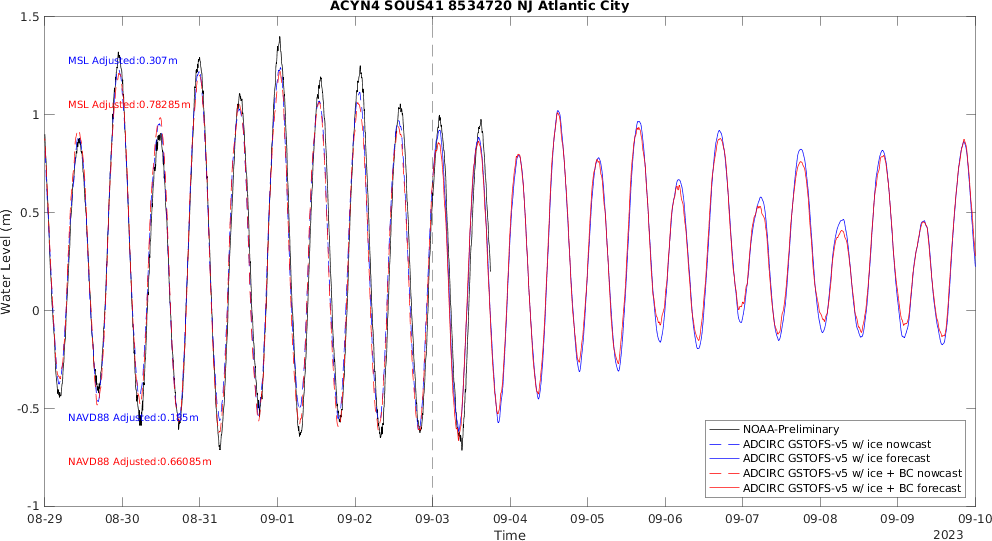 ACYN4 SOUS41 8534720 NJ Atlantic City
1.5
1
0.5
0
-0.5
-1
Water Level (m)
MSL Adjusted:0.307m
MSL Adjusted:0.78285m
NAVD88 Adjusted:0.185m
NAVD88 Adjusted:0.66085m
NOAA-Preliminary
ADCIRC GSTOFS-v5 w/ ice nowcast
ADCIRC GSTOFS-v5 w/ ice forecast
ADCIRC GSTOFS-v5 w/ ice + BC nowcast
ADCIRC GSTOFS-v5 w/ ice + BC forecast
08-29 08-30 08-31 09-01 09-02 09-03 09-04 09-05 09-06 09-07 09-08 09-09 09-10
Time
2023